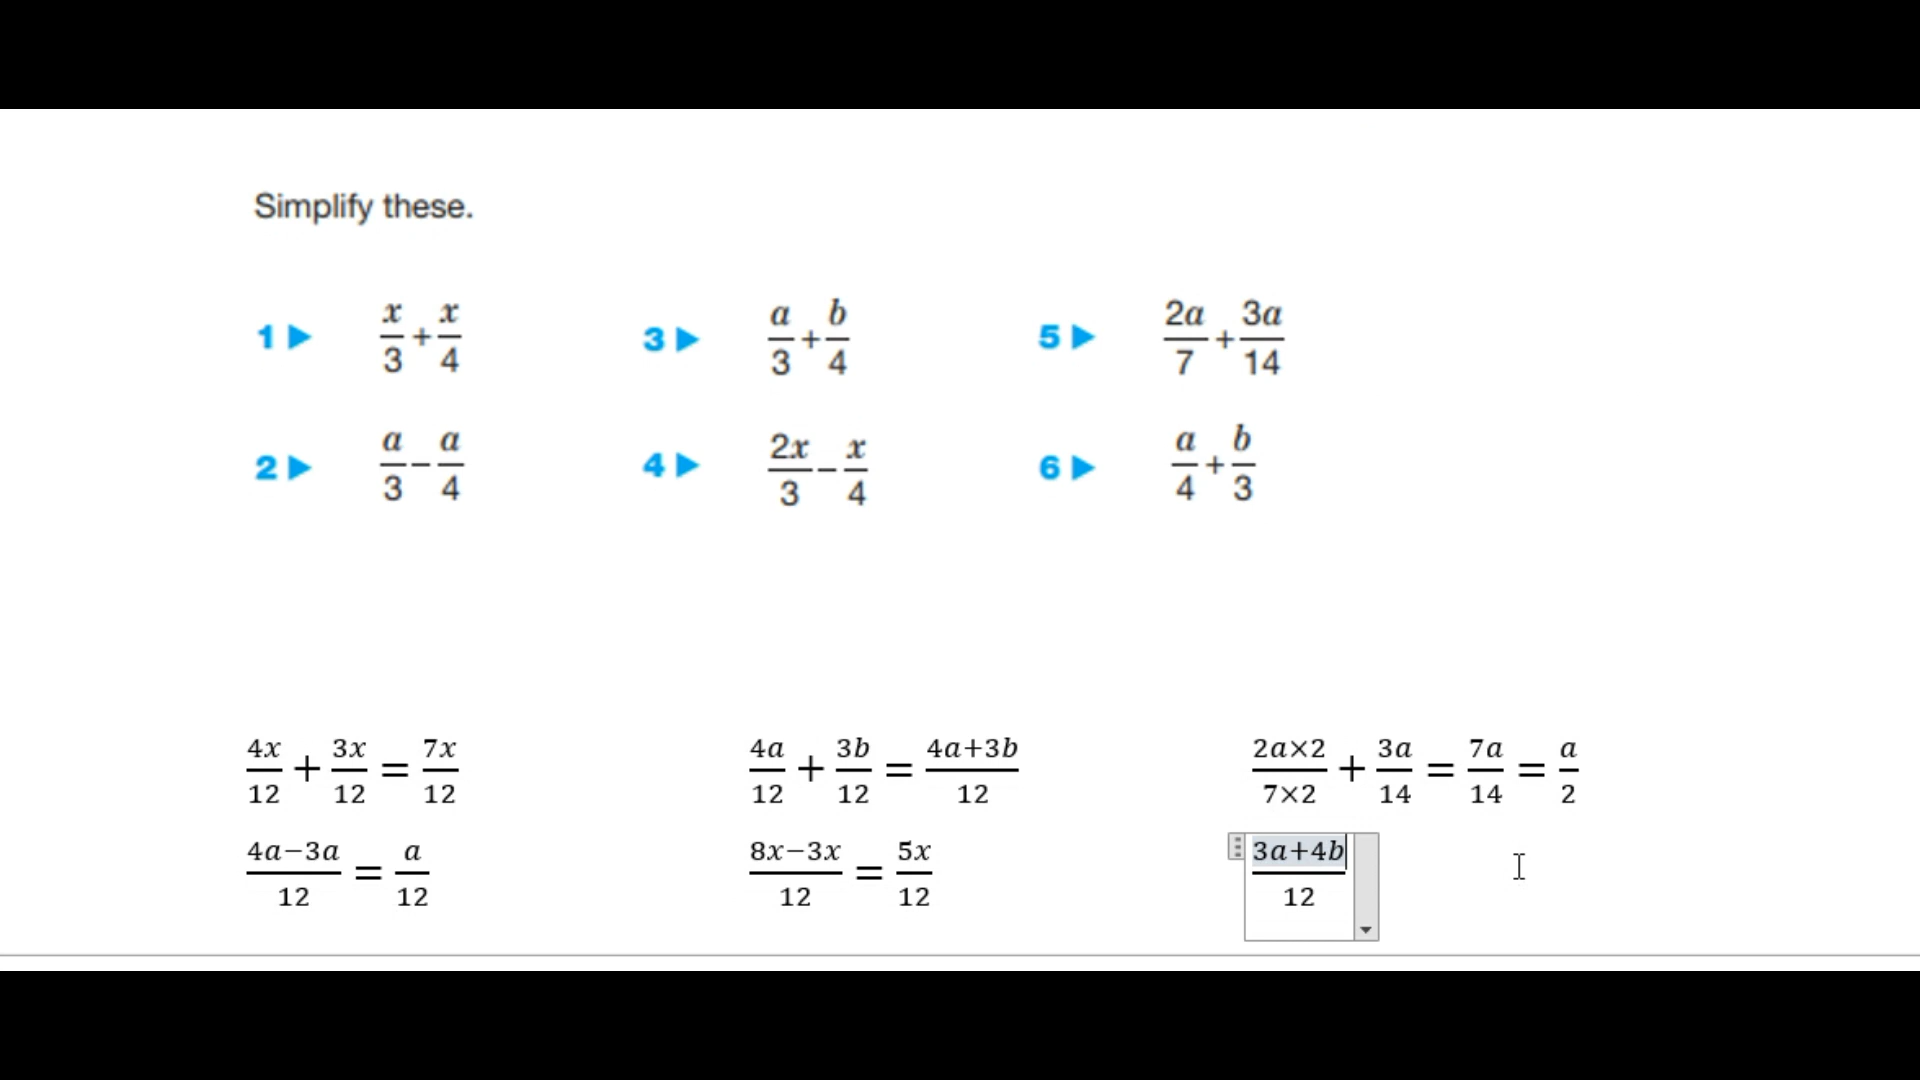 Simplify these.
1 ▶ x/3 + x/4 3 ▶ a/3 + b/4 5 ▶ 2a/7 + 3a/14
2 ▶ a/3 − a/4 4 ▶ 2x/3 − x/4 6 ▶ a/4 + b/3
4x/12 + 3x/12 = 7x/12 4a/12 + 3b/12 = 4a+3b/12 2a×2/7×2 + 3a/14 = 7a/14 = a/2
4a−3a/12 = a/12 8x−3x/12 = 5x/12 3a+4b/12